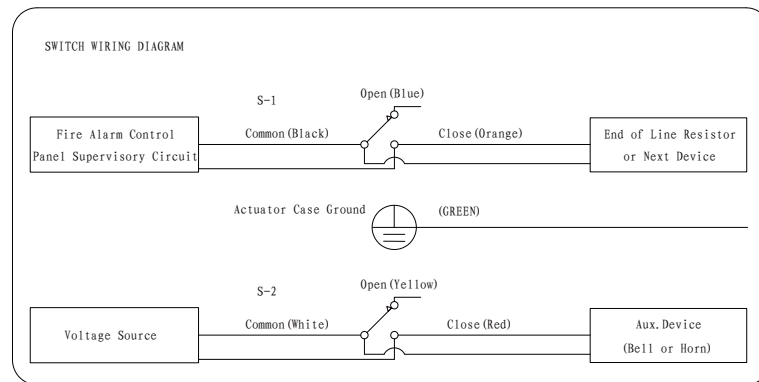 SWITCH WIRING DIAGRAM
S-1
Open(Blue)
Fire Alarm Control
Panel Supervisory Circuit
Common(Black)
Close(Orange)
End of Line Resistor
or Next Device
Actuator Case Ground
(GREEN)
S-2
Open(Yellow)
Voltage Source
Common(White)
Close(Red)
Aux.Device
(Bell or Horn)